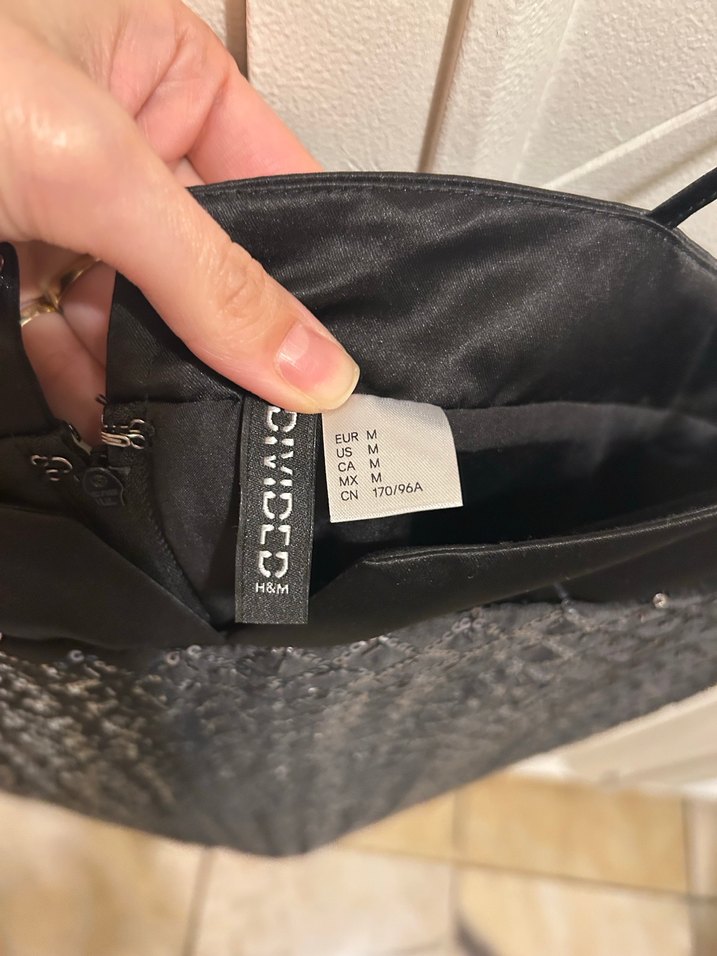 DIVIDED
H&M
EUR M
US M
CA M
MX M
CN 170/96A